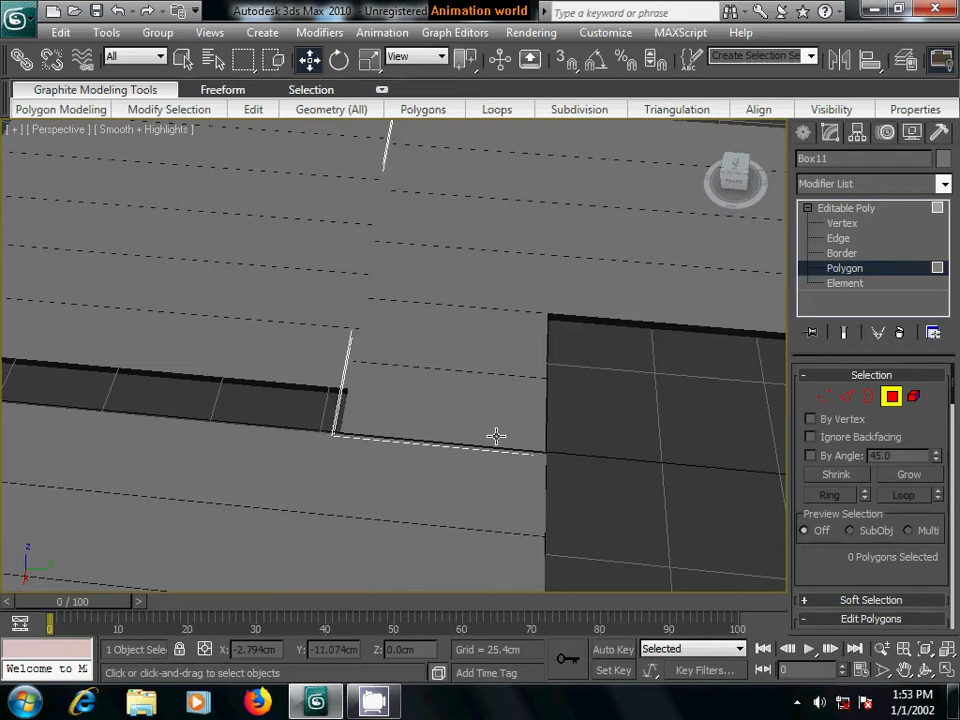 Autodesk 3ds Max 2010 - Unregistered
Animation world
Type a keyword or phrase
File Edit Tools Group Views Create Modifiers Animation Graph Editors Rendering Customize MAXScript Help
All
View
Create Selection Se
Graphite Modeling Tools Freeform Selection
Polygon Modeling Modify Selection Edit Geometry (All) Polygons Loops Subdivision Triangulation Align Visibility Properties
[ + ] [ Perspective ] [ Smooth + Highlights ]
Box11
Modifier List
Editable Poly
Vertex
Edge
Border
Polygon
Element
Selection
By Vertex
Ignore Backfacing
By Angle: 45.0
Shrink Grow
Ring Loop
Preview Selection
Off SubObj Multi
0 Polygons Selected
Soft Selection
Edit Polygons
0 / 100
0 10 20 30 40 50 60 70 80 90 100
1 Object Selec X: -2.794cm Y: -11.074cm Z: 0.0cm Grid = 25.4cm Auto Key Selected
Welcome to M Click or click-and-drag to select objects Add Time Tag Set Key Key Filters... 0
1:53 PM
1/1/2002